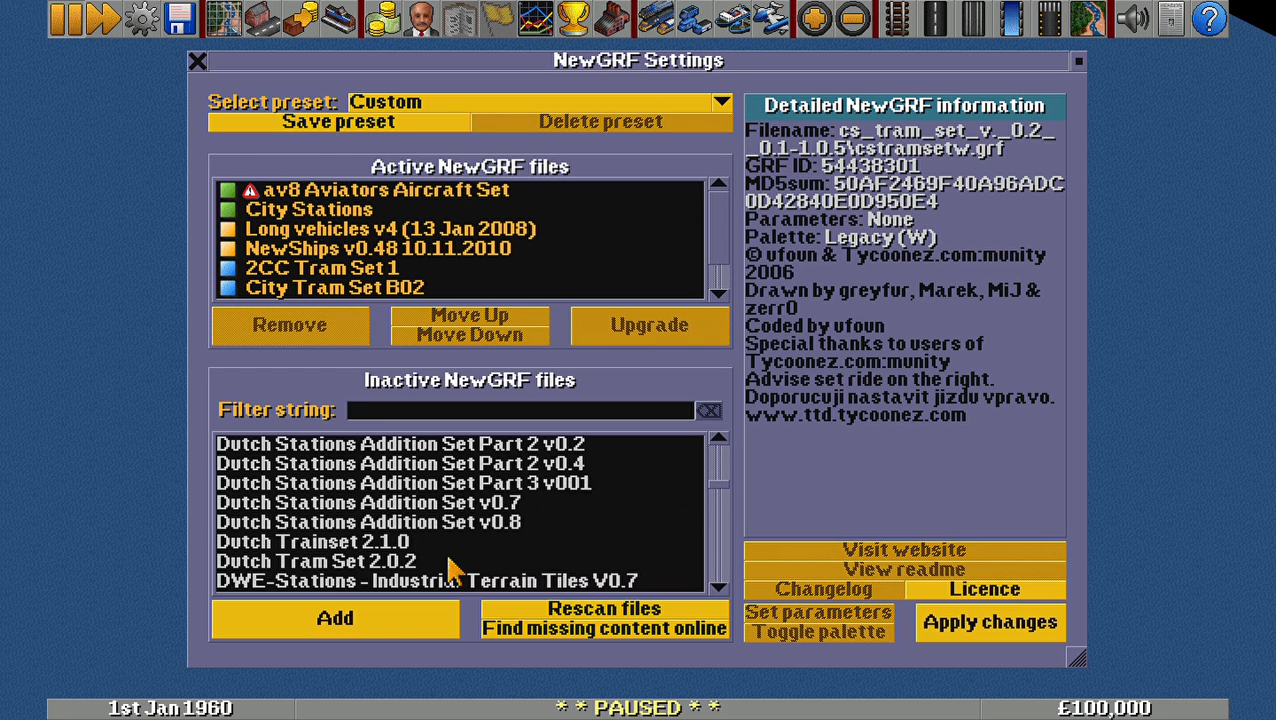 NewGRF Settings
Select preset: Custom
Save preset
Delete preset
Active NewGRF files
av8 Aviators Aircraft Set
City Stations
Long vehicles v4 (13 Jan 2008)
NewShips v0.48 10.11.2010
2CC Tram Set 1
City Tram Set B02
Remove
Move Up
Move Down
Upgrade
Inactive NewGRF files
Filter string:
Dutch Stations Addition Set Part 2 v0.2
Dutch Stations Addition Set Part 2 v0.4
Dutch Stations Addition Set Part 3 v001
Dutch Stations Addition Set v0.7
Dutch Stations Addition Set v0.8
Dutch Trainset 2.1.0
Dutch Tram Set 2.0.2
DWE-Stations - Industrial Terrain Tiles V0.7
Add
Rescan files
Find missing content online
Detailed NewGRF information
Filename: cs_tram_set_v._0.2_
_0.1-1.0.5\cstramsetw.grf
GRF ID: 54438301
MD5sum: 50AF2469F40A96ADC
0D42840E0D950E4
Parameters: None
Palette: Legacy (W)
© ufoun & Tycoonez.com:munity
2006
Drawn by greyfur, Marek, MiJ &
zerr0
Coded by ufoun
Special thanks to users of
Tycoonez.com:munity
Advise set ride on the right.
Doporucuji nastavit jizdu vpravo.
www.ttd.tycoonez.com
Visit website
View readme
Changelog
Licence
Set parameters
Toggle palette
Apply changes
1st Jan 1960
* * PAUSED * *
£100,000